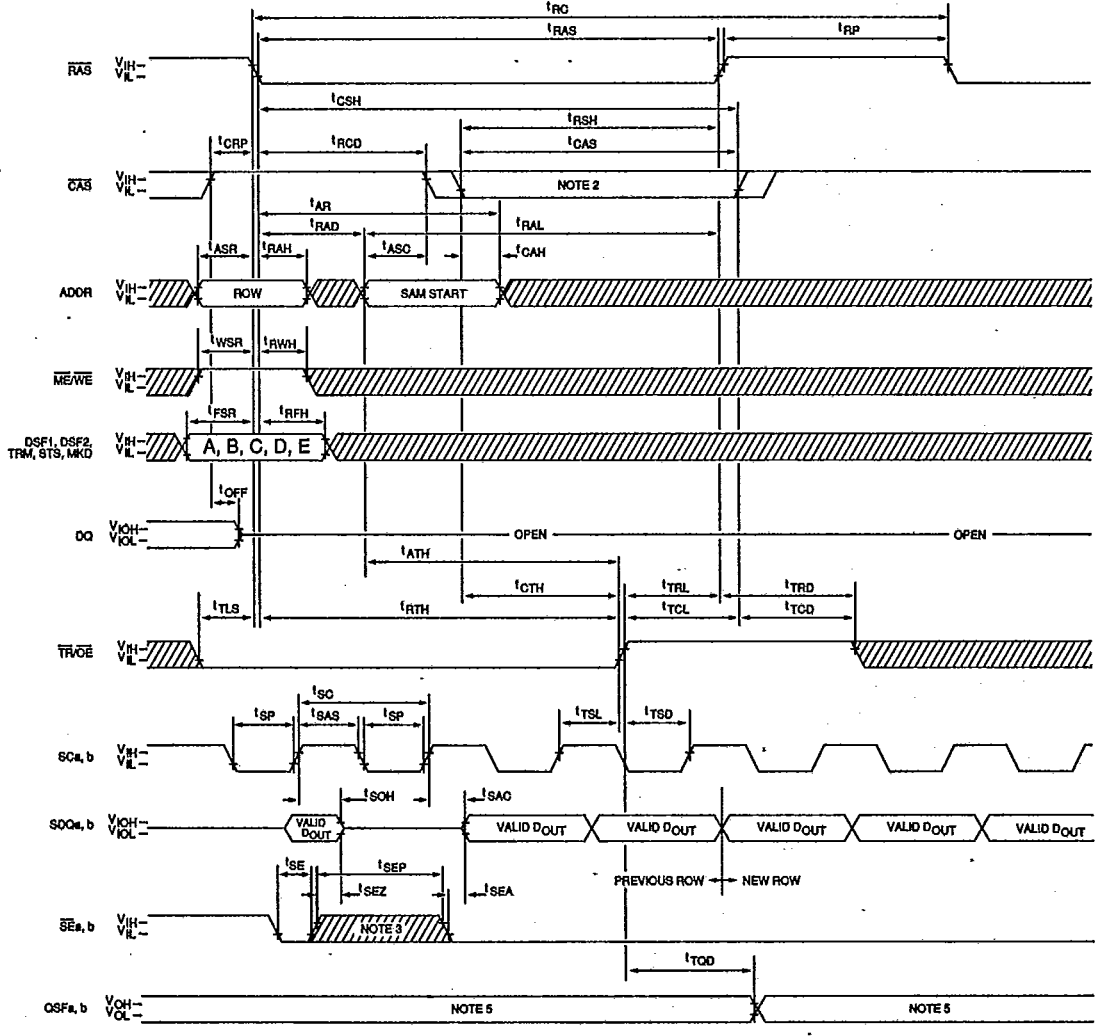 tRC
tRAS
tRP
RAS
VIH
VIL
tCSH
tRSH
tCRP
tRCD
tCAS
CAS
VIH
VIL
NOTE 2
tAR
tRAD
tRAL
tASR
tRAH
tASC
tCAH
ADDR
VIH
VIL
ROW
SAM START
tWSR
tRWH
ME/WE
VIH
VIL
tFSR
tRFH
DSF1, DSF2,
TRM, STS, MKD
VIH
VIL
A, B, C, D, E
tOFF
DQ
VIOH
VIOL
OPEN
OPEN
tATH
tCTH
tTRL
tTRD
tTLS
tRTH
tTCL
tTCD
TR/OE
VIH
VIL
tSC
tSP
tSAS
tSP
tTSL
tTSD
SCa, b
VIH
VIL
tSOH
tSAC
SDQa, b
VIOH
VIOL
VALID
DOUT
VALID DOUT
VALID DOUT
VALID DOUT
VALID DOUT
VALID DOUT
tSE
tSEP
tSEZ
tSEA
PREVIOUS ROW
NEW ROW
SEa, b
VIH
VIL
NOTE 3
tTQD
QSFa, b
VOH
VOL
NOTE 5
NOTE 5